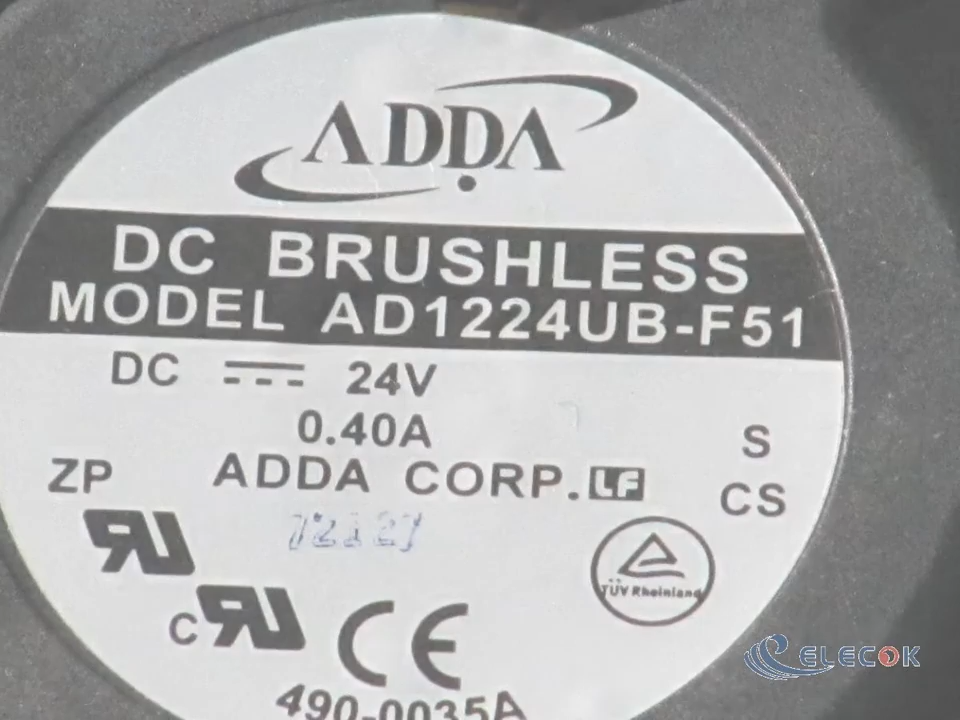 ADDA
DC BRUSHLESS
MODEL AD1224UB-F51
DC 24V
0.40A
S
ZP ADDA CORP. LF
CS
TÜV Rheinland
C
CE
490-0035A
ELECOK